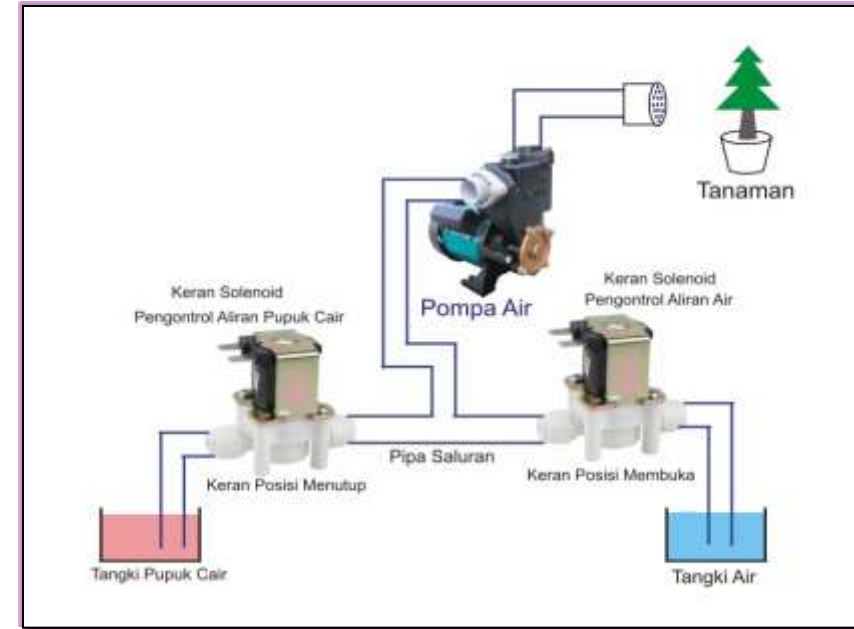 Tanaman
Keran Solenoid
Pengontrol Aliran Air
Pompa Air
Keran Solenoid
Pengontrol Aliran Pupuk Cair
Pipa Saluran
Keran Posisi Membuka
Keran Posisi Menutup
Tangki Pupuk Cair
Tangki Air